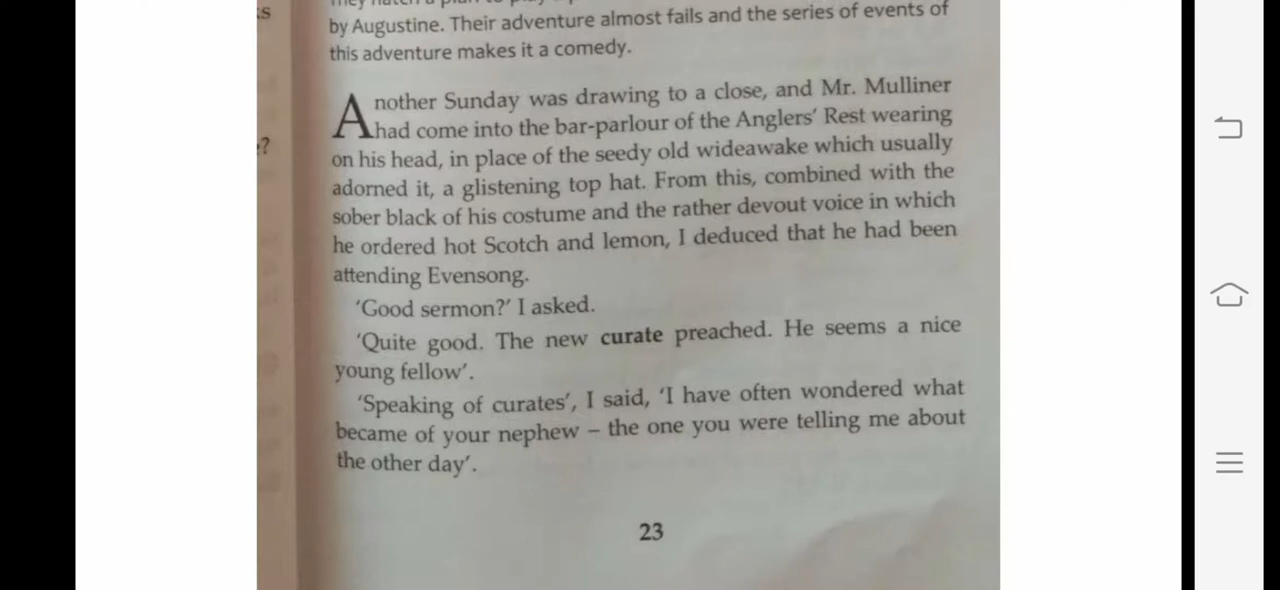 by Augustine. Their adventure almost fails and the series of events of
this adventure makes it a comedy.
Another Sunday was drawing to a close, and Mr. Mulliner
had come into the bar-parlour of the Anglers' Rest wearing
on his head, in place of the seedy old wideawake which usually
adorned it, a glistening top hat. From this, combined with the
sober black of his costume and the rather devout voice in which
he ordered hot Scotch and lemon, I deduced that he had been
attending Evensong.
'Good sermon?' I asked.
'Quite good. The new curate preached. He seems a nice
young fellow'.
'Speaking of curates', I said, 'I have often wondered what
became of your nephew – the one you were telling me about
the other day'.
23